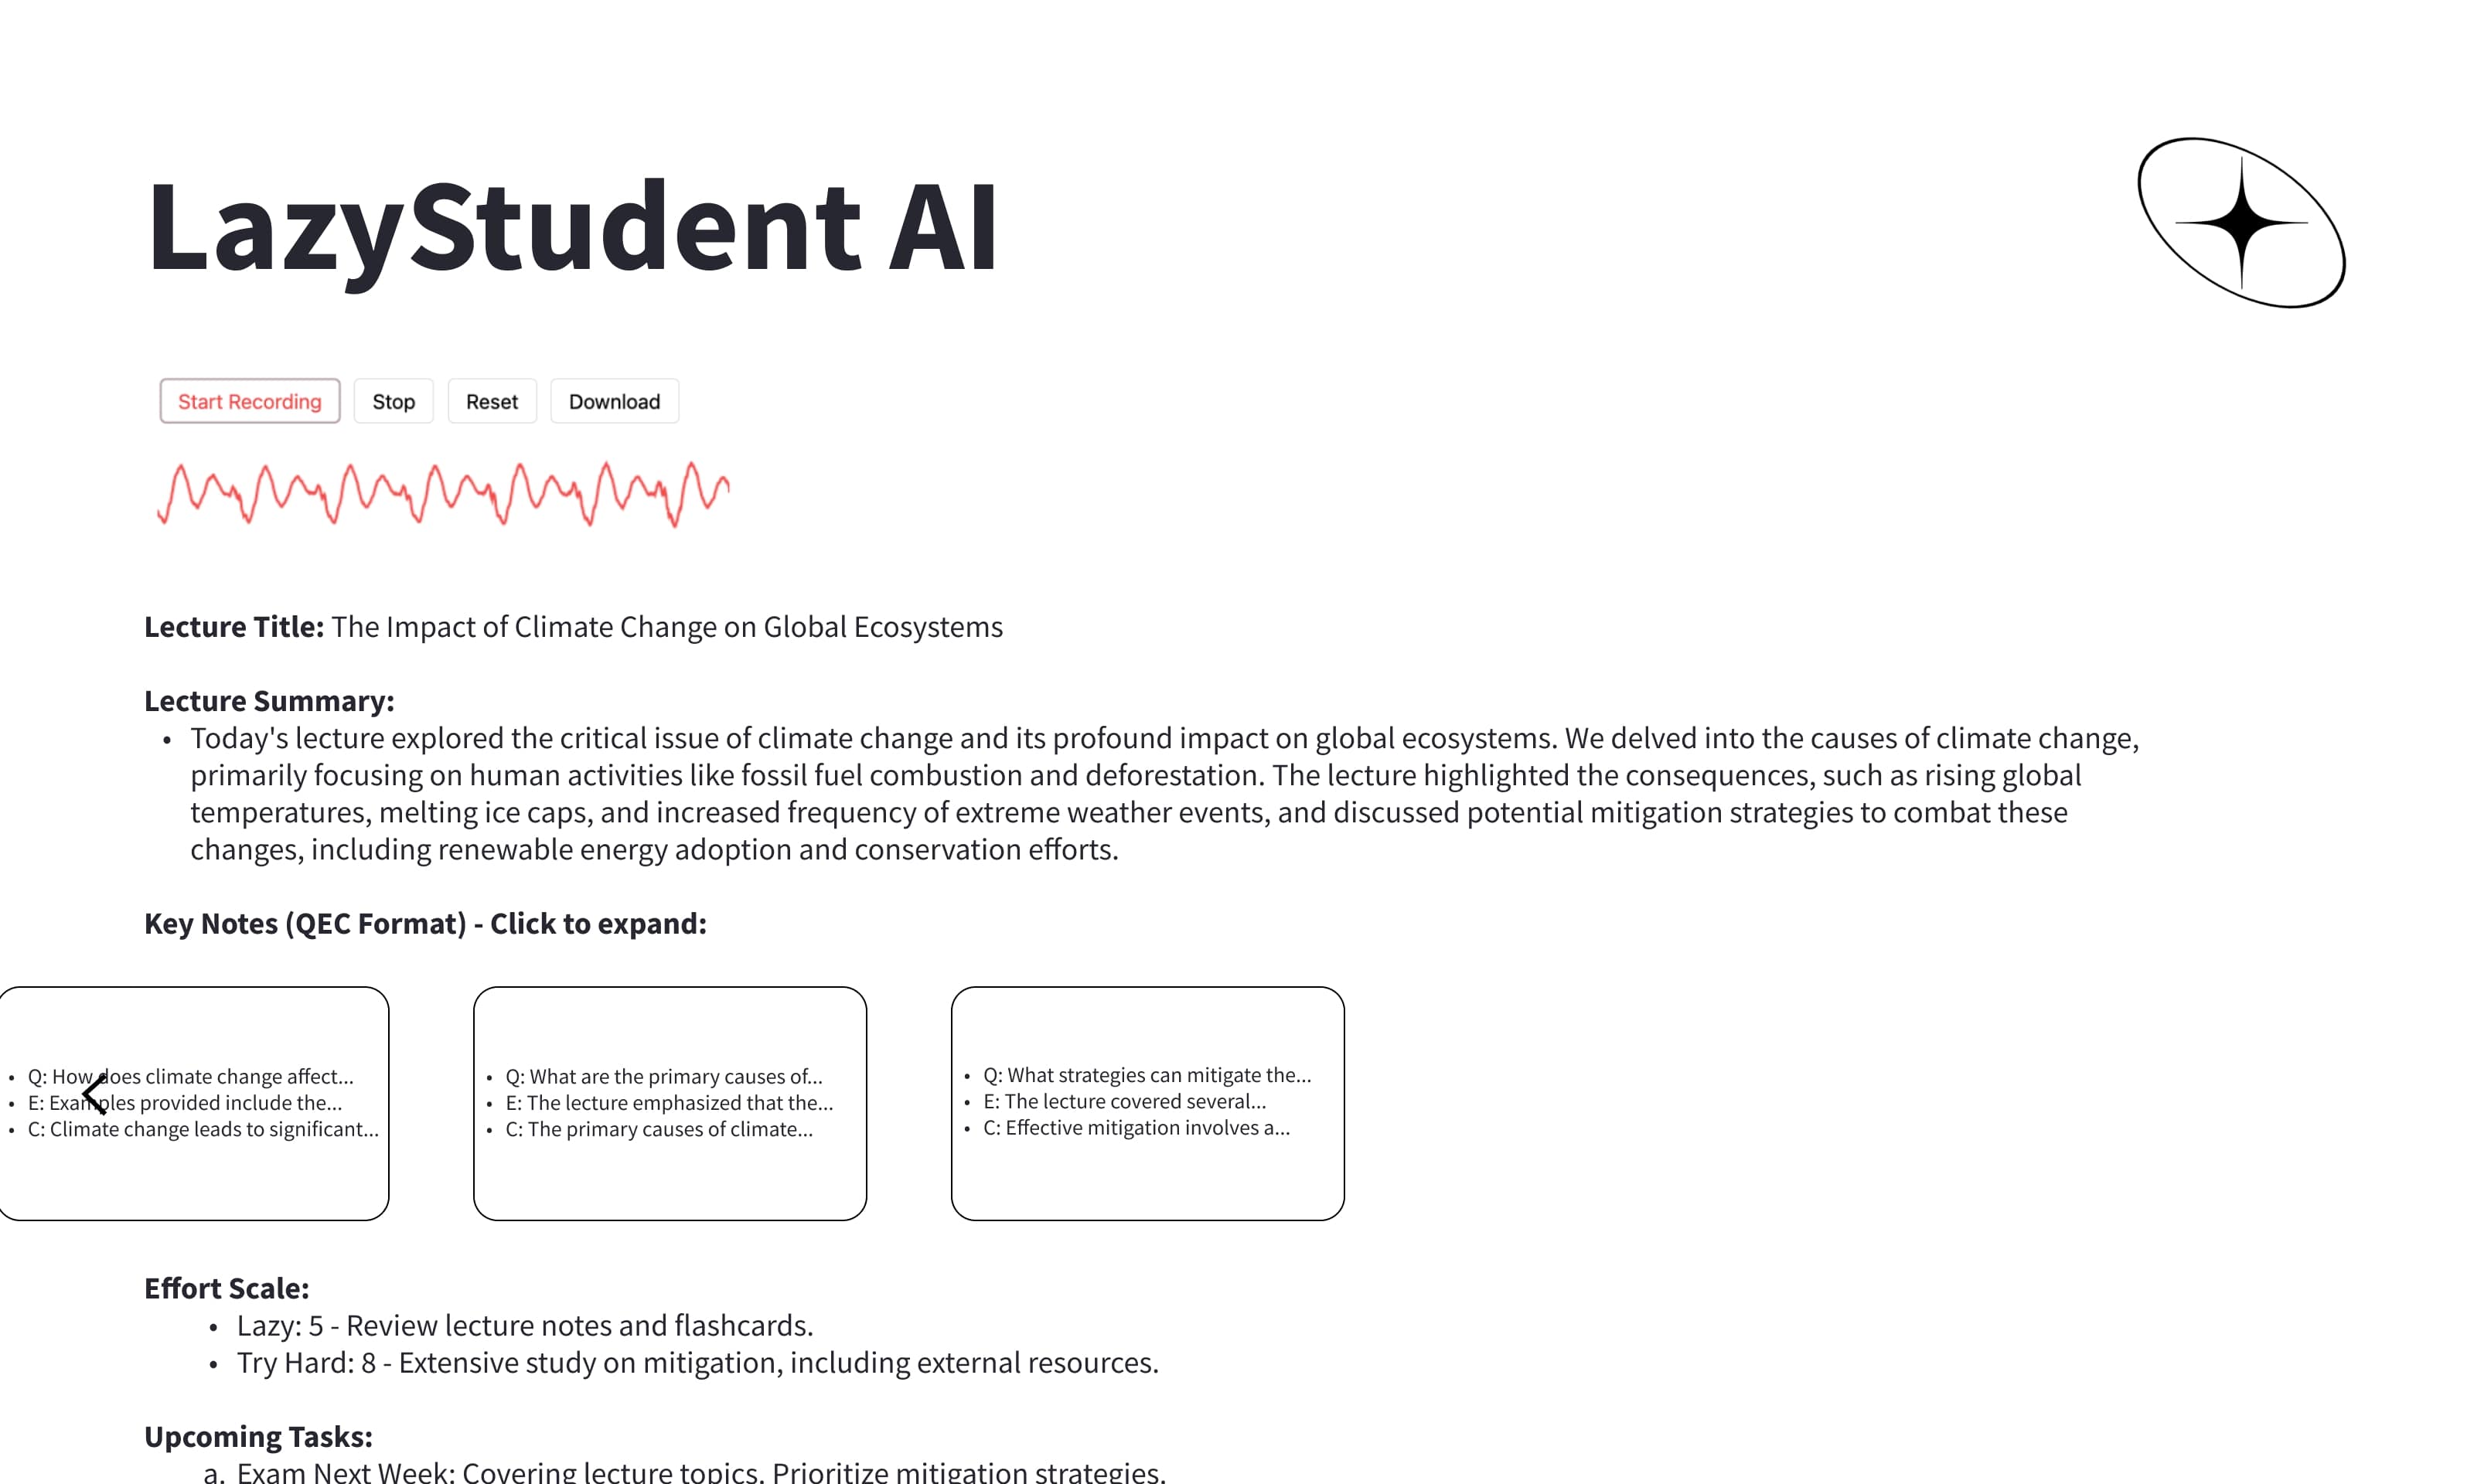 LazyStudent AI
Start Recording Stop Reset Download
Lecture Title: The Impact of Climate Change on Global Ecosystems
Lecture Summary:
• Today's lecture explored the critical issue of climate change and its profound impact on global ecosystems. We delved into the causes of climate change,
primarily focusing on human activities like fossil fuel combustion and deforestation. The lecture highlighted the consequences, such as rising global
temperatures, melting ice caps, and increased frequency of extreme weather events, and discussed potential mitigation strategies to combat these
changes, including renewable energy adoption and conservation efforts.
Key Notes (QEC Format) - Click to expand:
• Q: How does climate change affect...
• E: Examples provided include the...
• C: Climate change leads to significant...
• Q: What are the primary causes of...
• E: The lecture emphasized that the...
• C: The primary causes of climate...
• Q: What strategies can mitigate the...
• E: The lecture covered several...
• C: Effective mitigation involves a...
Effort Scale:
• Lazy: 5 - Review lecture notes and flashcards.
• Try Hard: 8 - Extensive study on mitigation, including external resources.
Upcoming Tasks:
a. Exam Next Week: Covering lecture topics. Prioritize mitigation strategies.